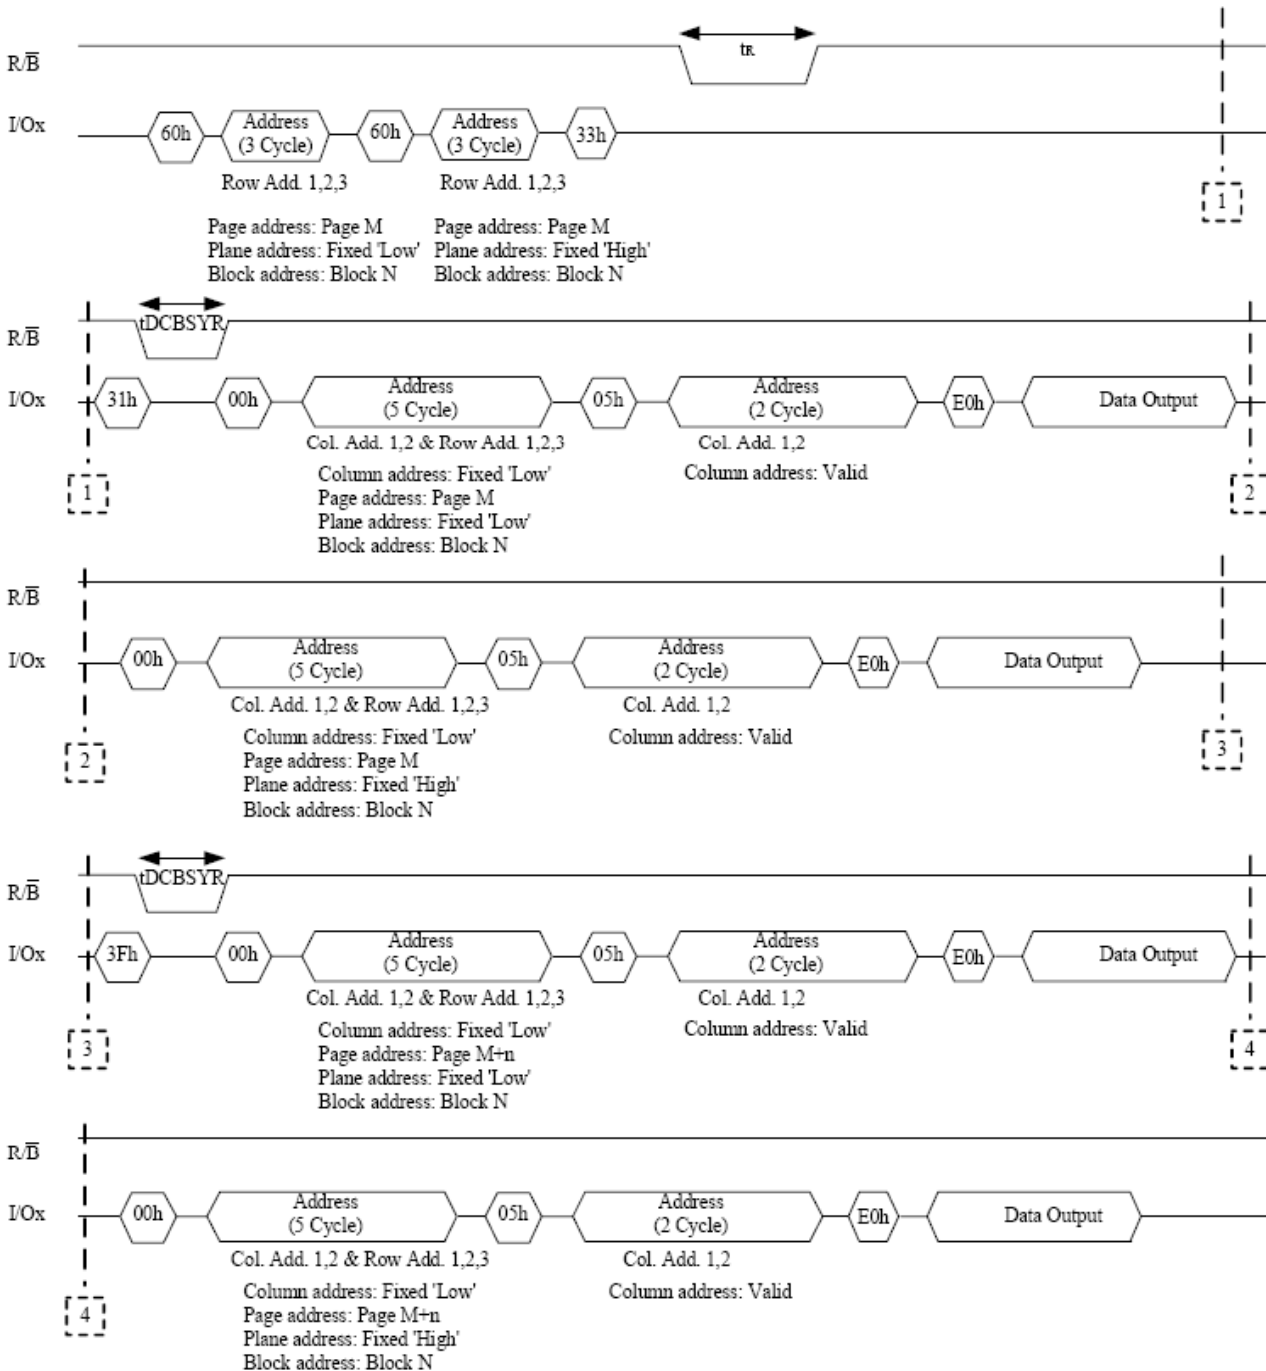 R/B̅
tR
I/Ox
60h
Address
(3 Cycle)
60h
Address
(3 Cycle)
33h
Row Add. 1,2,3
Row Add. 1,2,3
Page address: Page M
Plane address: Fixed 'Low'
Block address: Block N
Page address: Page M
Plane address: Fixed 'High'
Block address: Block N
1
R/B̅
tDCBSYR
I/Ox
31h
00h
Address
(5 Cycle)
05h
Address
(2 Cycle)
E0h
Data Output
Col. Add. 1,2 & Row Add. 1,2,3
Col. Add. 1,2
Column address: Fixed 'Low'
Page address: Page M
Plane address: Fixed 'Low'
Block address: Block N
Column address: Valid
1
2
R/B̅
I/Ox
00h
Address
(5 Cycle)
05h
Address
(2 Cycle)
E0h
Data Output
Col. Add. 1,2 & Row Add. 1,2,3
Col. Add. 1,2
Column address: Fixed 'Low'
Page address: Page M
Plane address: Fixed 'High'
Block address: Block N
Column address: Valid
2
3
R/B̅
tDCBSYR
I/Ox
3Fh
00h
Address
(5 Cycle)
05h
Address
(2 Cycle)
E0h
Data Output
Col. Add. 1,2 & Row Add. 1,2,3
Col. Add. 1,2
Column address: Fixed 'Low'
Page address: Page M+n
Plane address: Fixed 'Low'
Block address: Block N
Column address: Valid
3
4
R/B̅
I/Ox
00h
Address
(5 Cycle)
05h
Address
(2 Cycle)
E0h
Data Output
Col. Add. 1,2 & Row Add. 1,2,3
Col. Add. 1,2
Column address: Fixed 'Low'
Page address: Page M+n
Plane address: Fixed 'High'
Block address: Block N
Column address: Valid
4